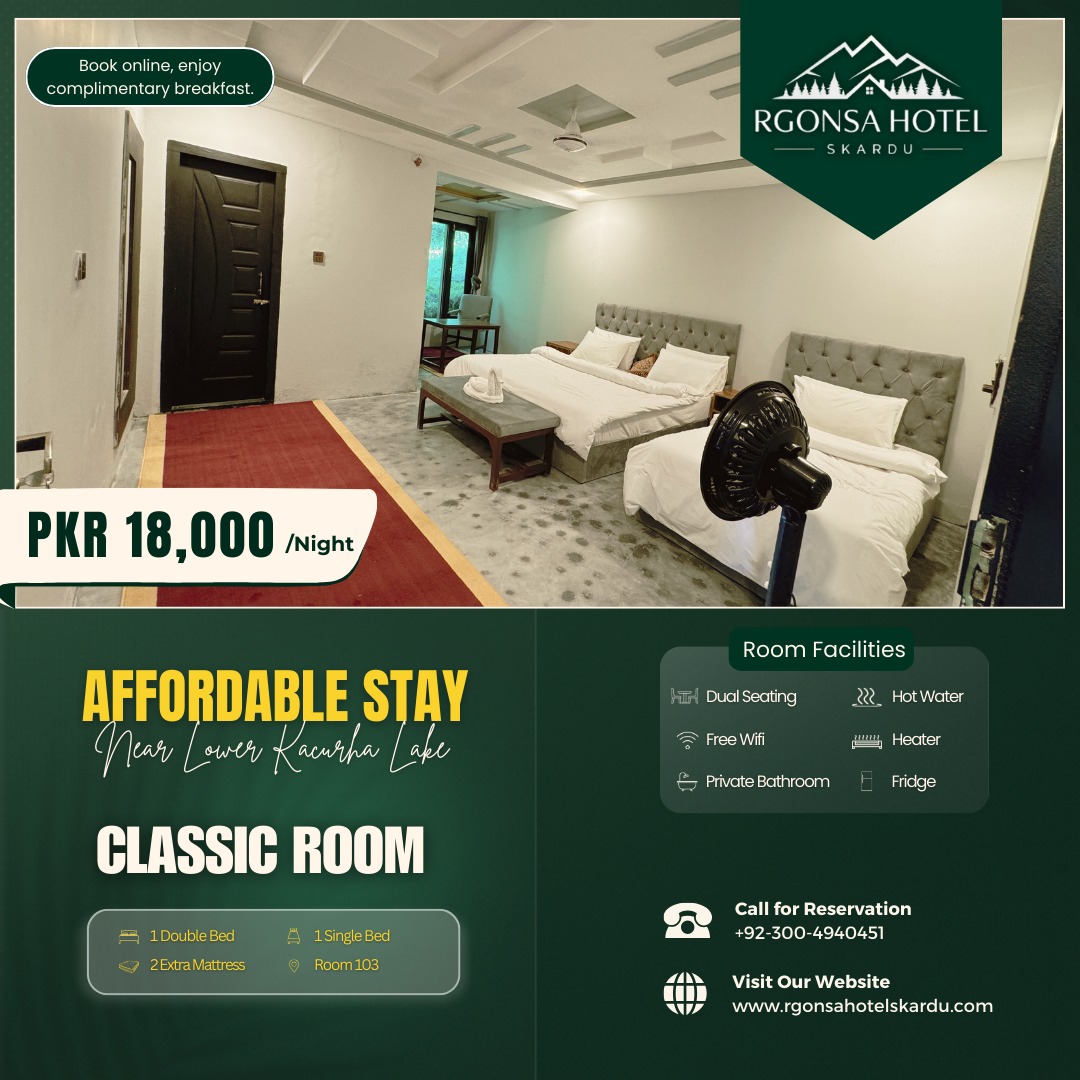 Book online, enjoy
complimentary breakfast.
RGONSA HOTEL
SKARDU
PKR 18,000 /Night
AFFORDABLE STAY
Near Lower Kacurha Lake
CLASSIC ROOM
1 Double Bed
1 Single Bed
2 Extra Mattress
Room 103
Room Facilities
Dual Seating
Hot Water
Free Wifi
Heater
Private Bathroom
Fridge
Call for Reservation
+92-300-4940451
Visit Our Website
www.rgonsahotelskardu.com